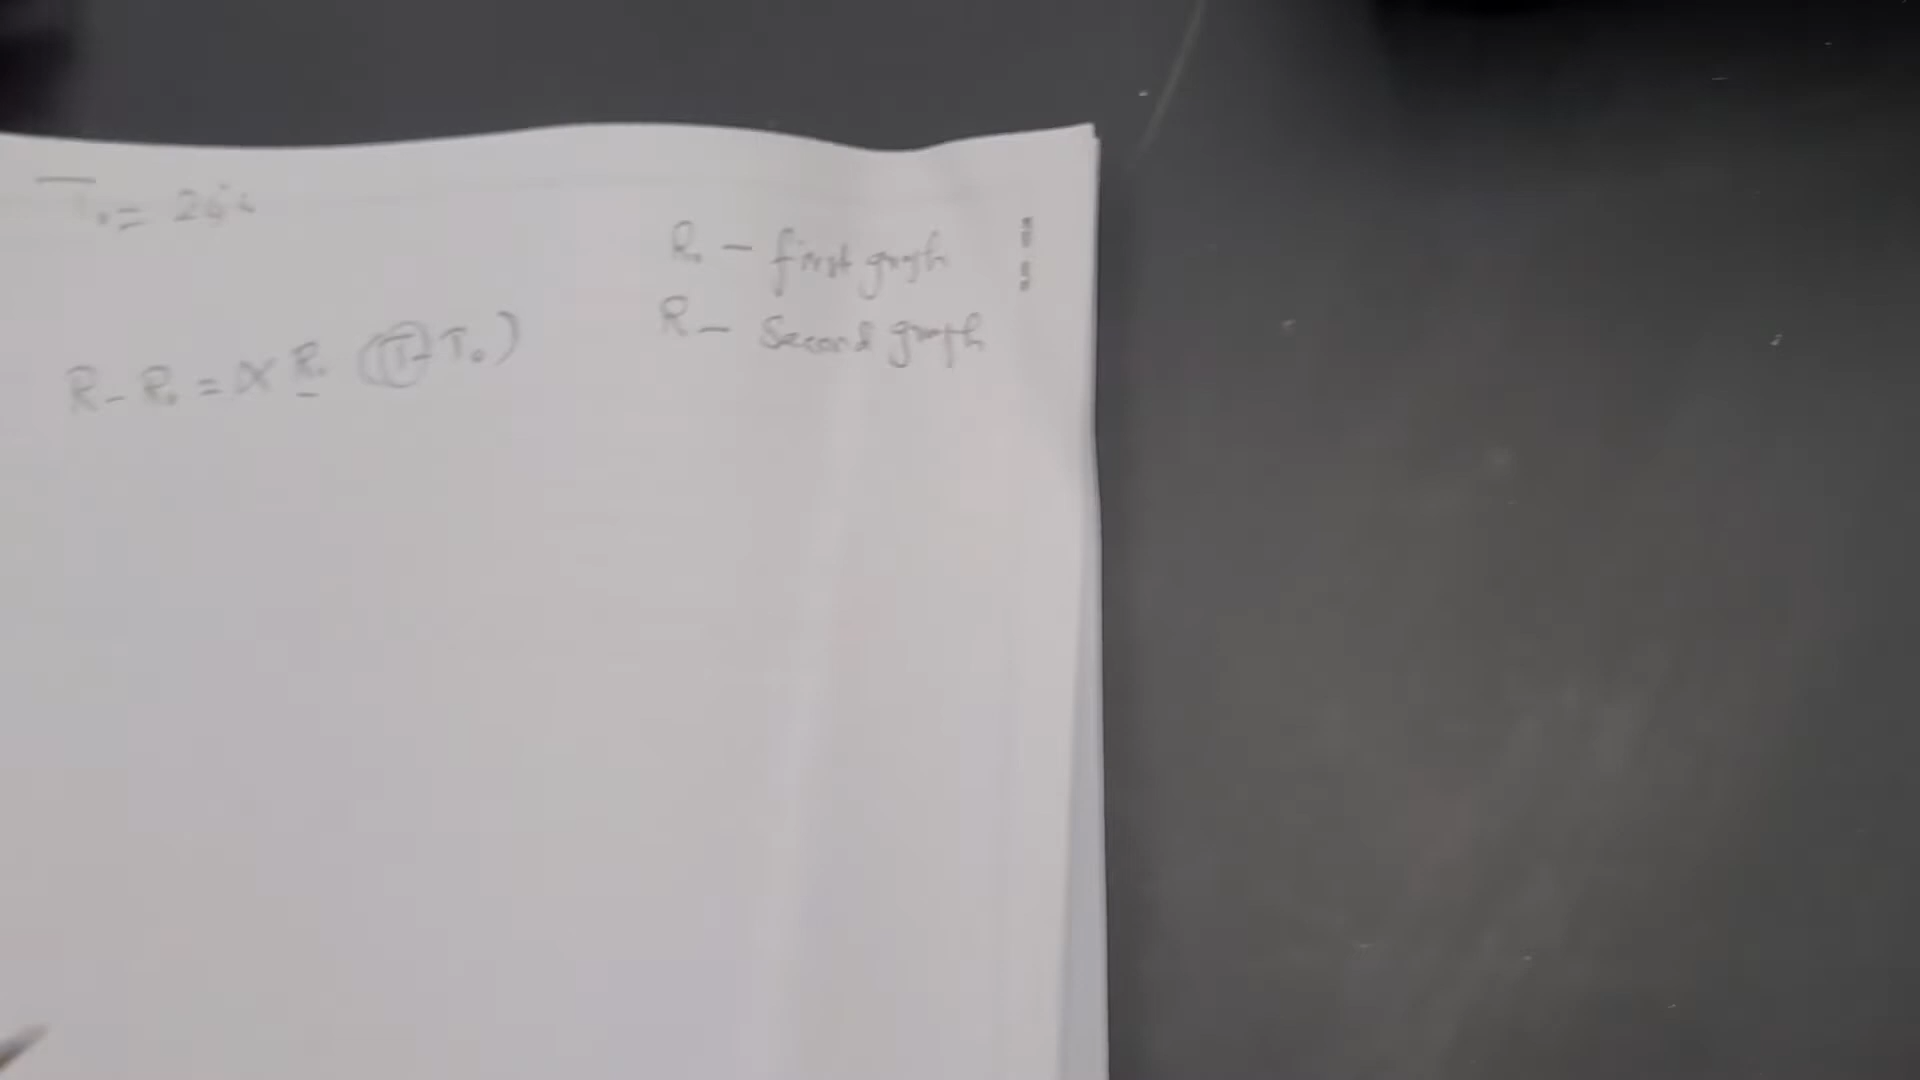 T₀ = 26
R₀ - first graph
R - Second graph
R - R₀ = α R₀ (T - T₀)